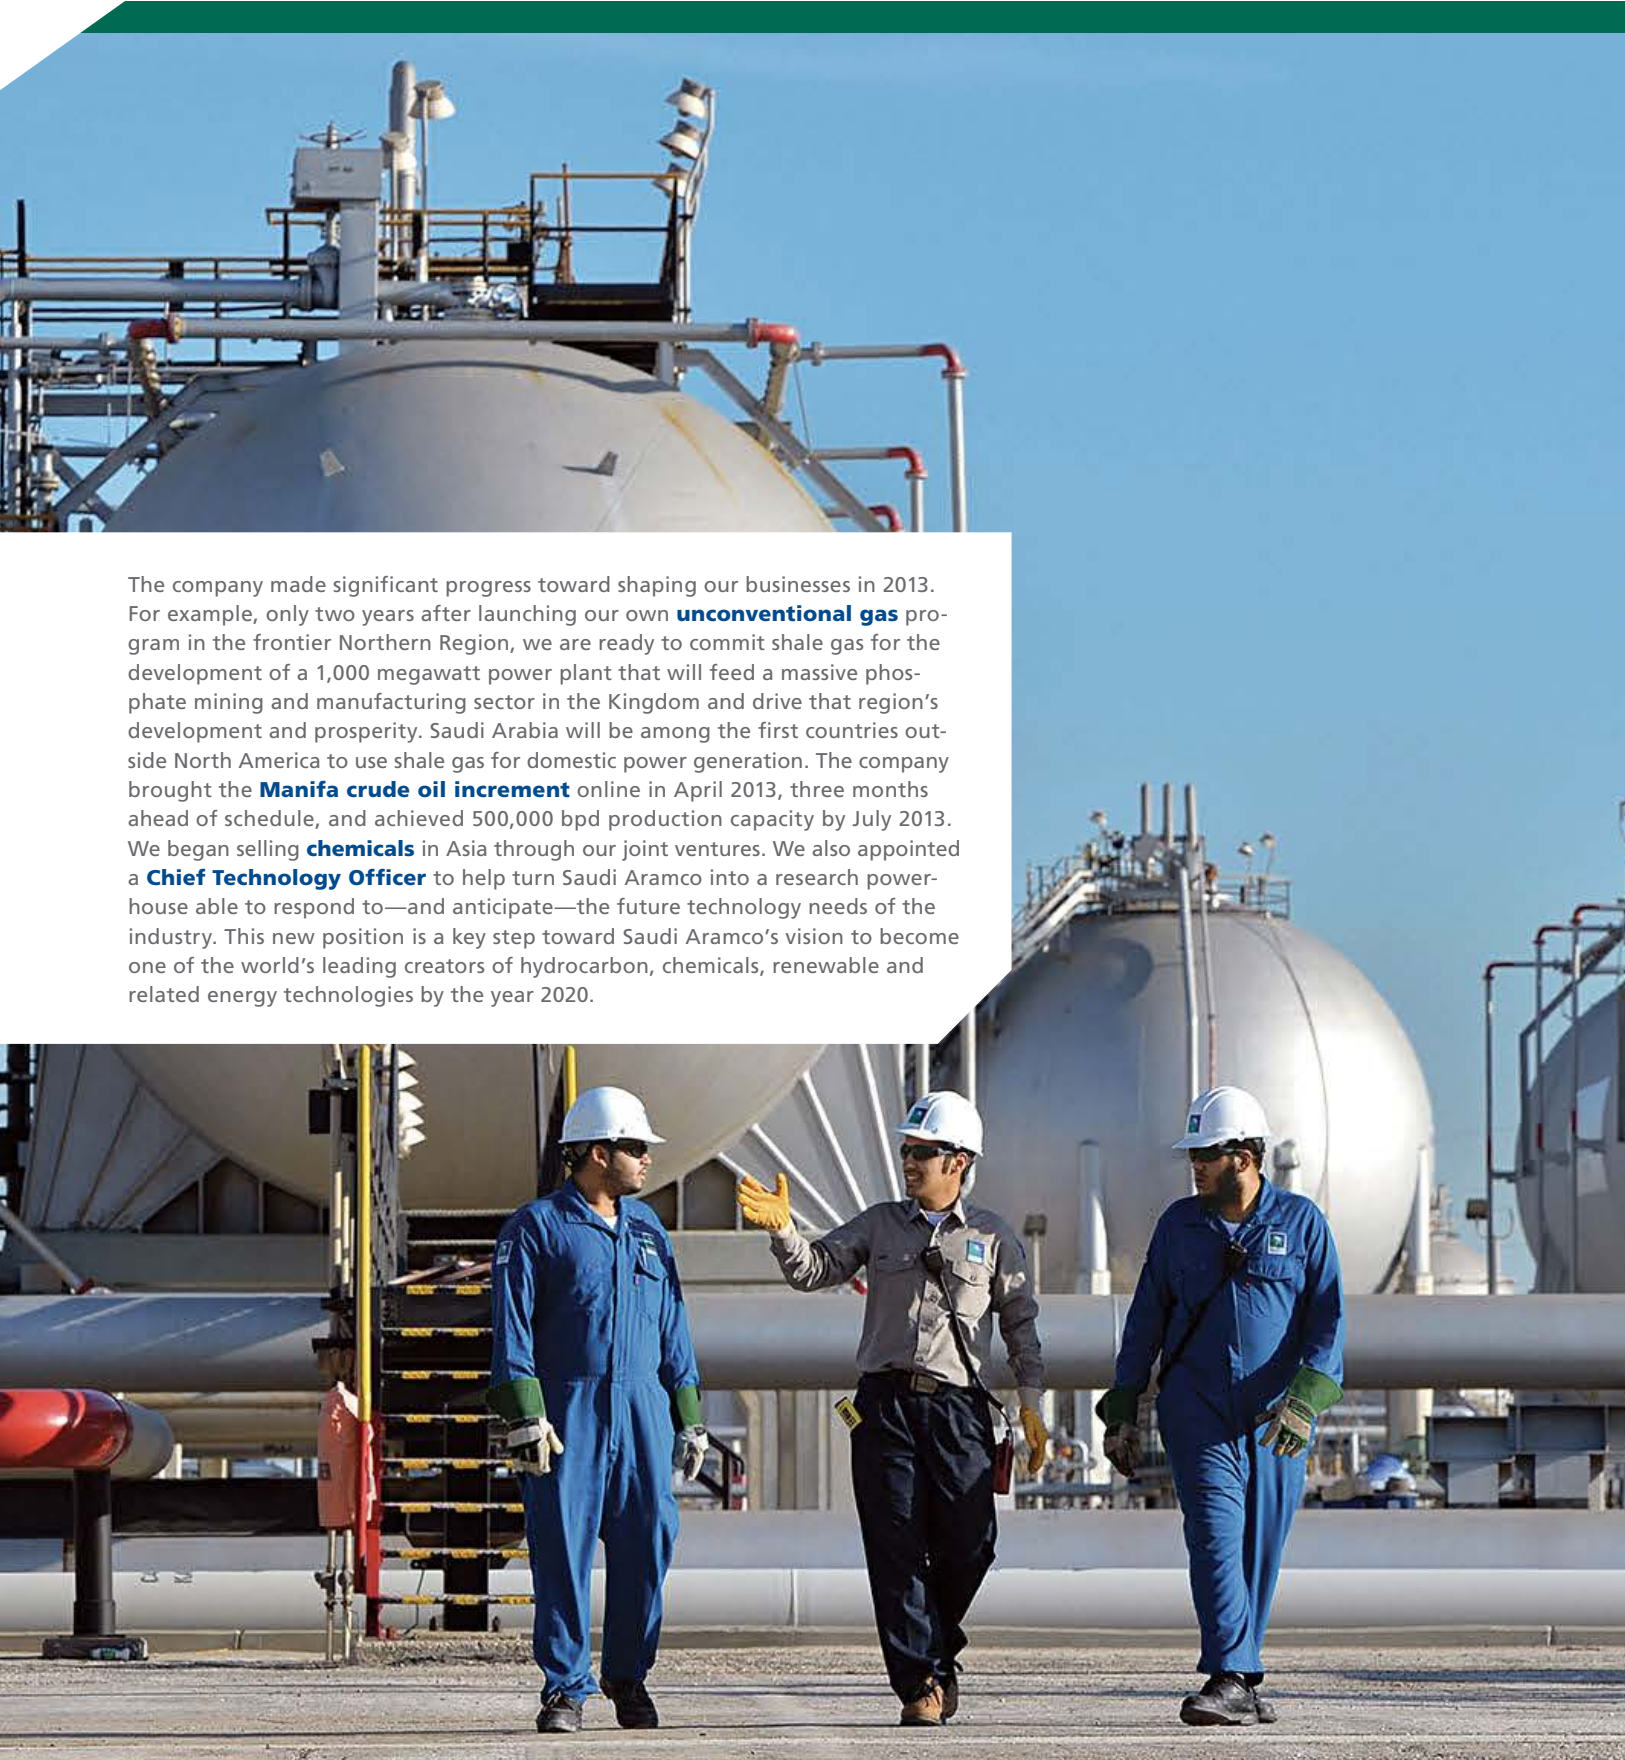 The company made significant progress toward shaping our businesses in 2013.
For example, only two years after launching our own unconventional gas pro-
gram in the frontier Northern Region, we are ready to commit shale gas for the
development of a 1,000 megawatt power plant that will feed a massive phos-
phate mining and manufacturing sector in the Kingdom and drive that region’s
development and prosperity. Saudi Arabia will be among the first countries out-
side North America to use shale gas for domestic power generation. The company
brought the Manifa crude oil increment online in April 2013, three months
ahead of schedule, and achieved 500,000 bpd production capacity by July 2013.
We began selling chemicals in Asia through our joint ventures. We also appointed
a Chief Technology Officer to help turn Saudi Aramco into a research power-
house able to respond to—and anticipate—the future technology needs of the
industry. This new position is a key step toward Saudi Aramco’s vision to become
one of the world’s leading creators of hydrocarbon, chemicals, renewable and
related energy technologies by the year 2020.